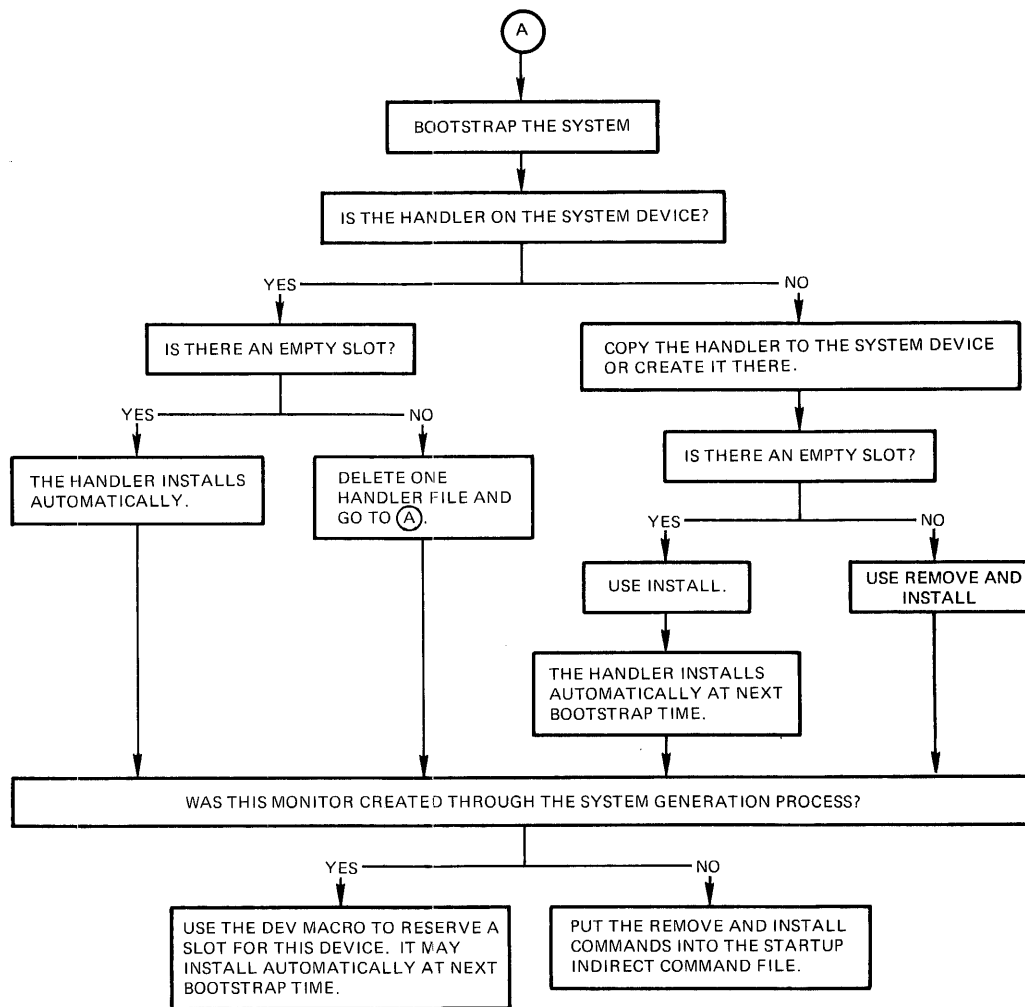 A
BOOTSTRAP THE SYSTEM
IS THE HANDLER ON THE SYSTEM DEVICE?
YES
NO
IS THERE AN EMPTY SLOT?
COPY THE HANDLER TO THE SYSTEM DEVICE
OR CREATE IT THERE.
YES
NO
IS THERE AN EMPTY SLOT?
THE HANDLER INSTALLS
AUTOMATICALLY.
DELETE ONE
HANDLER FILE AND
GO TO A.
YES
NO
USE INSTALL.
USE REMOVE AND
INSTALL
THE HANDLER INSTALLS
AUTOMATICALLY AT NEXT
BOOTSTRAP TIME.
WAS THIS MONITOR CREATED THROUGH THE SYSTEM GENERATION PROCESS?
YES
NO
USE THE DEV MACRO TO RESERVE A
SLOT FOR THIS DEVICE. IT MAY
INSTALL AUTOMATICALLY AT NEXT
BOOTSTRAP TIME.
PUT THE REMOVE AND INSTALL
COMMANDS INTO THE STARTUP
INDIRECT COMMAND FILE.